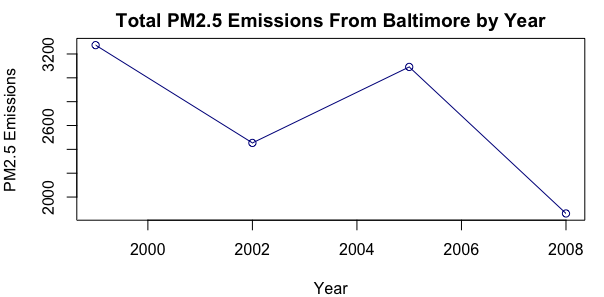 Total PM2.5 Emissions From Baltimore by Year
PM2.5 Emissions
3200
2600
2000
2000 2002 2004 2006 2008
Year